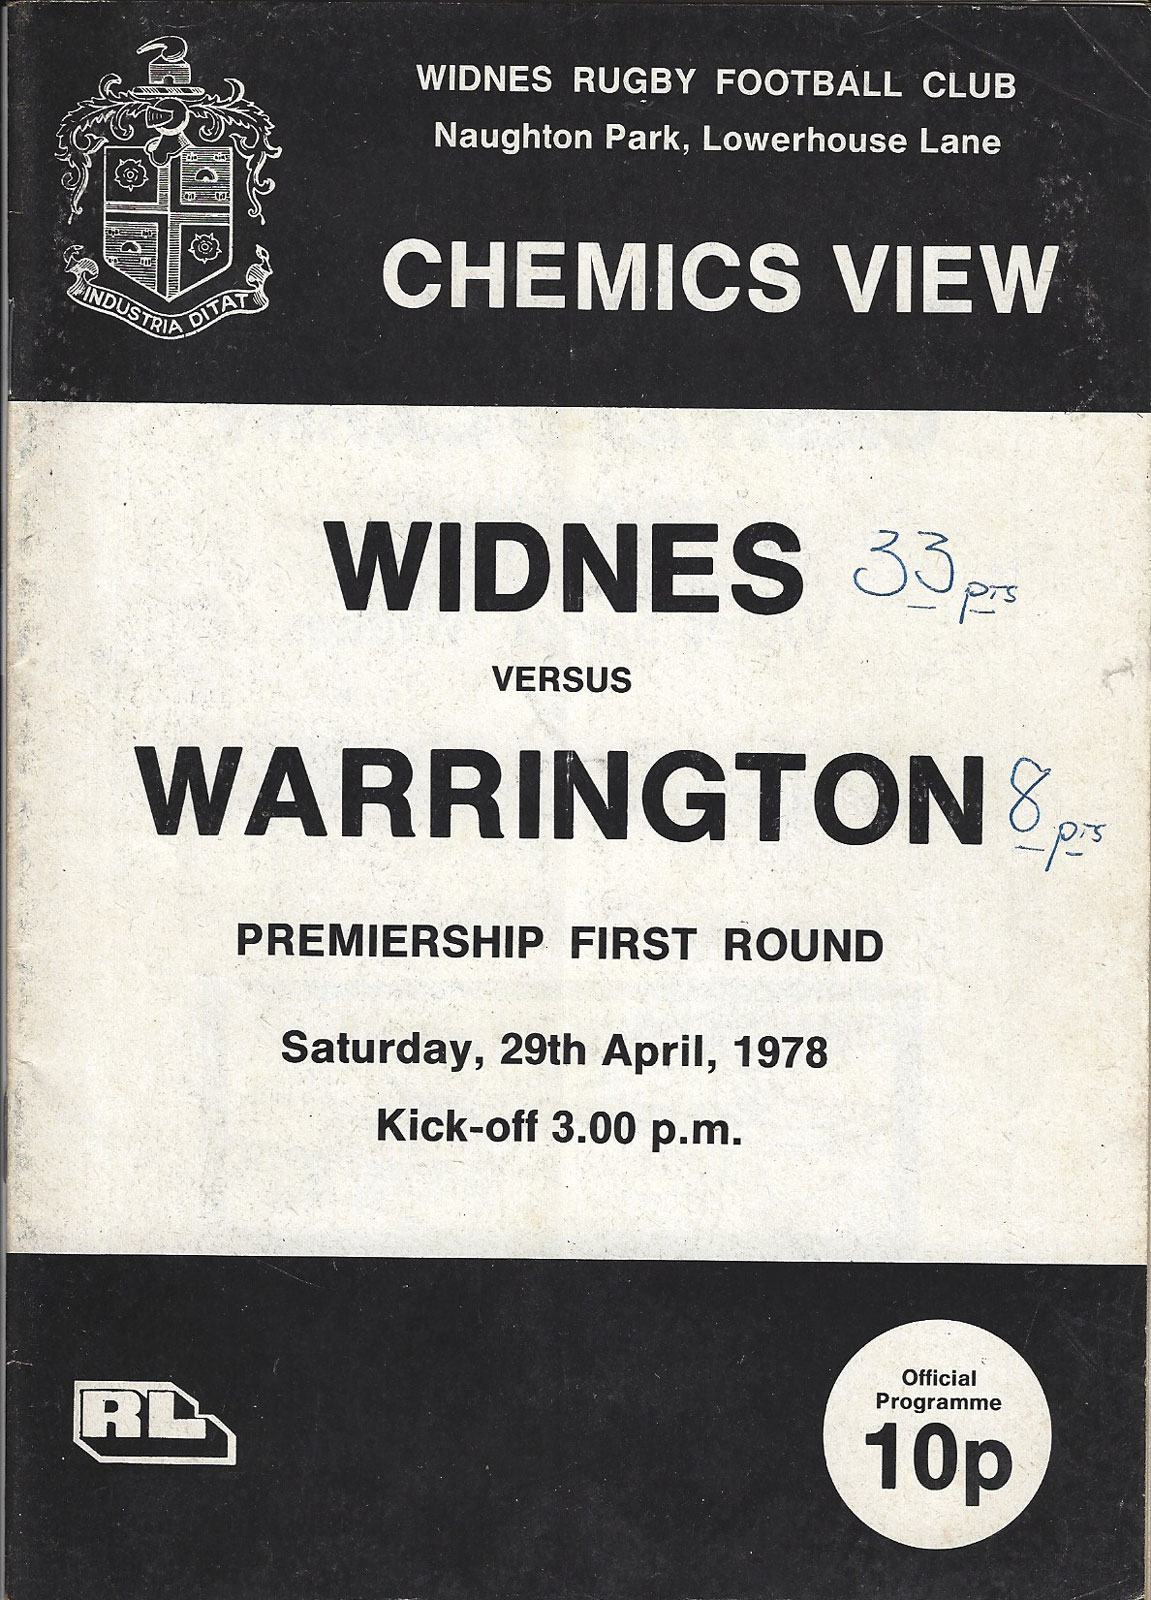 WIDNES RUGBY FOOTBALL CLUB
Naughton Park, Lowerhouse Lane
CHEMICS VIEW
INDUSTRIA DITAT
WIDNES 33 pts
VERSUS
WARRINGTON 8 pts
PREMIERSHIP FIRST ROUND
Saturday, 29th April, 1978
Kick-off 3.00 p.m.
RL
Official
Programme
10p